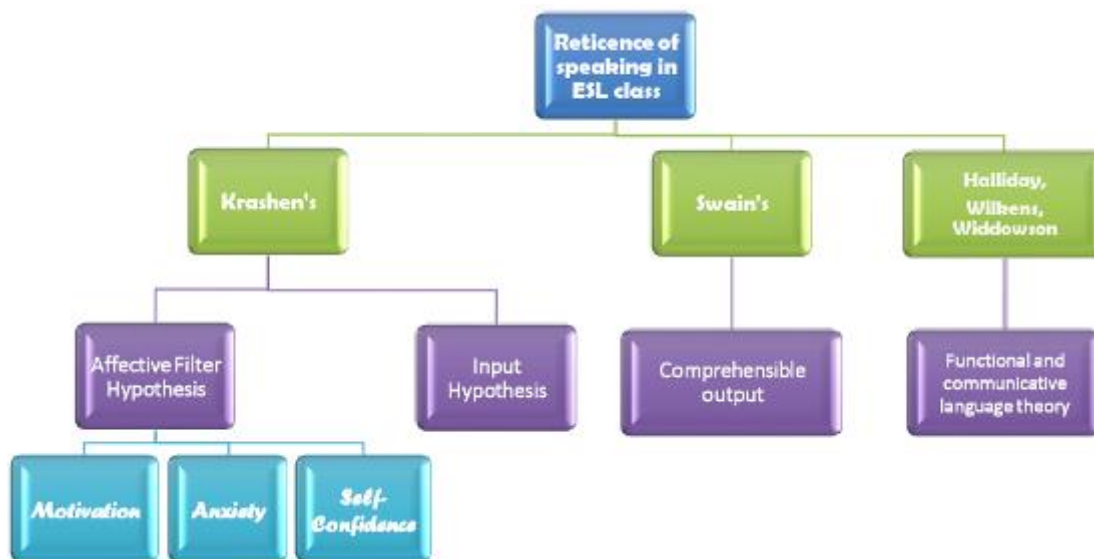 Reticence of
speaking in
ESL class
Krashen's
Swain's
Halliday,
Wilkens,
Widdowson
Affective Filter
Hypothesis
Input
Hypothesis
Comprehensible
output
Functional and
communicative
language theory
Motivation
Anxiety
Self-
Confidence